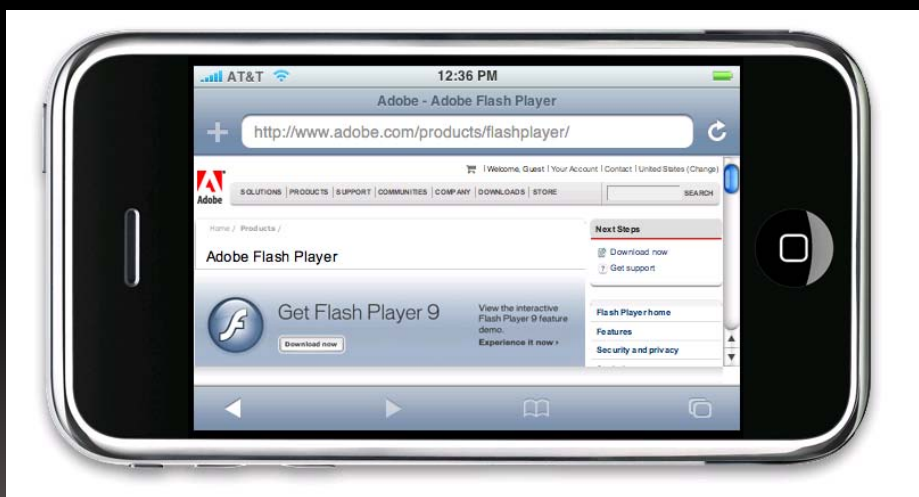 AT&T 12:36 PM
Adobe - Adobe Flash Player
http://www.adobe.com/products/flashplayer/
Welcome, Guest | Your Account | Contact | United States (Change)
Adobe
SOLUTIONS | PRODUCTS | SUPPORT | COMMUNITIES | COMPANY | DOWNLOADS | STORE SEARCH
Home / Products /
Adobe Flash Player
Get Flash Player 9
Download now
View the interactive
Flash Player 9 feature
demo.
Experience it now ›
Next Steps
Download now
? Get support
Flash Player home
Features
Security and privacy